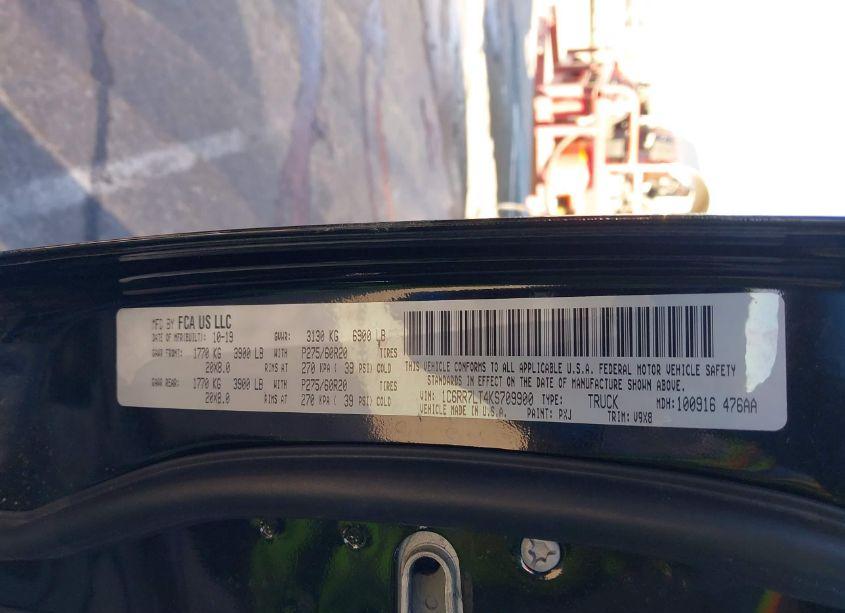 MFD BY FCA US LLC
DATE OF MFR(BUILT): 10-19 GVWR: 3130 KG 6900 LB
GAWR FRONT: 1770 KG 3900 LB WITH P275/60R20 TIRES
20X8.0 RIMS AT 270 KPA ( 39 PSI) COLD
GAWR REAR: 1770 KG 3900 LB WITH P275/60R20 TIRES
20X8.0 RIMS AT 270 KPA ( 39 PSI) COLD
THIS VEHICLE CONFORMS TO ALL APPLICABLE U.S.A. FEDERAL MOTOR VEHICLE SAFETY
STANDARDS IN EFFECT ON THE DATE OF MANUFACTURE SHOWN ABOVE.
VIN: 1C6RR7LT4KS709900 TYPE: TRUCK MDH: 100916 476AA
VEHICLE MADE IN U.S.A. PAINT: PXJ TRIM: V9X8